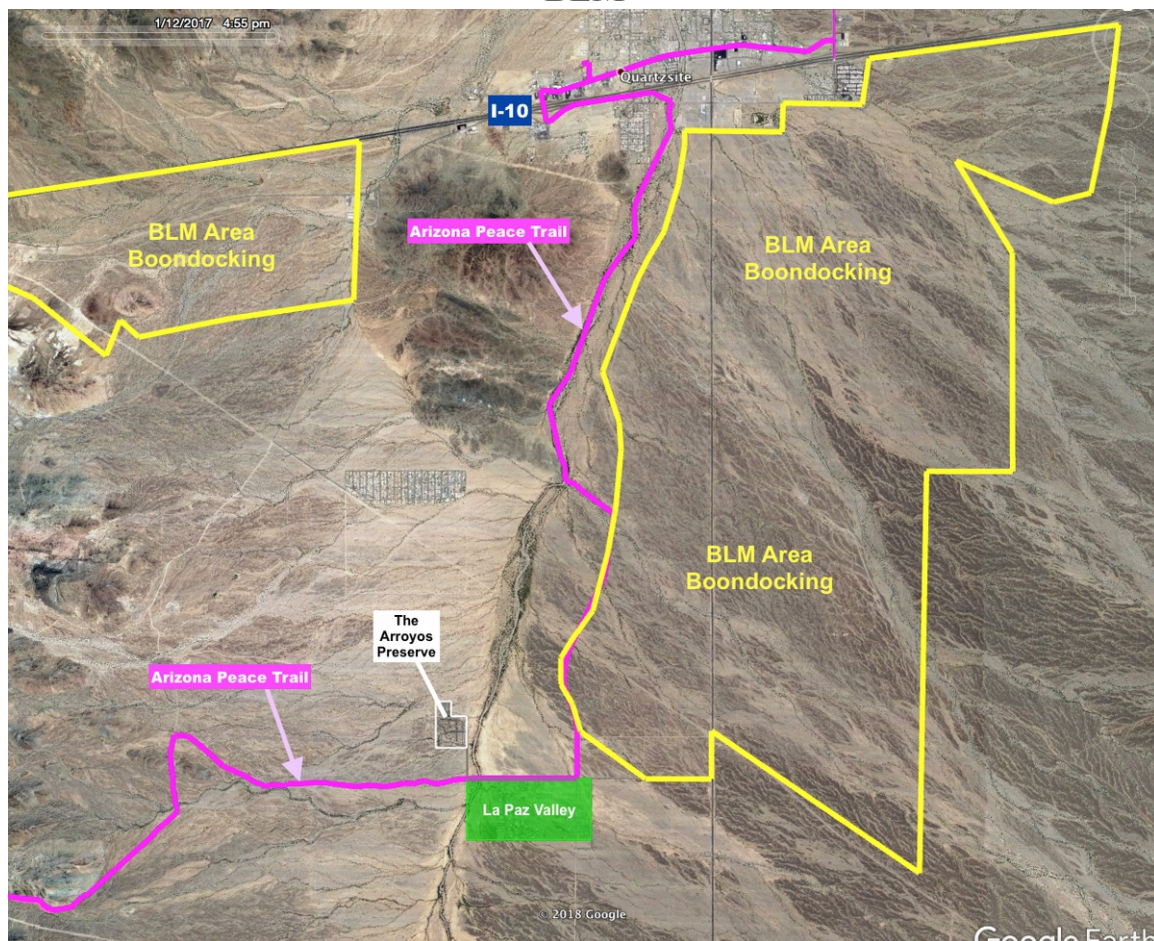 1/12/2017 4:55 pm
Quartzsite
I-10
Arizona Peace Trail
BLM Area
Boondocking
BLM Area
Boondocking
BLM Area
Boondocking
The
Arroyos
Preserve
Arizona Peace Trail
La Paz Valley
© 2018 Google
Google Earth